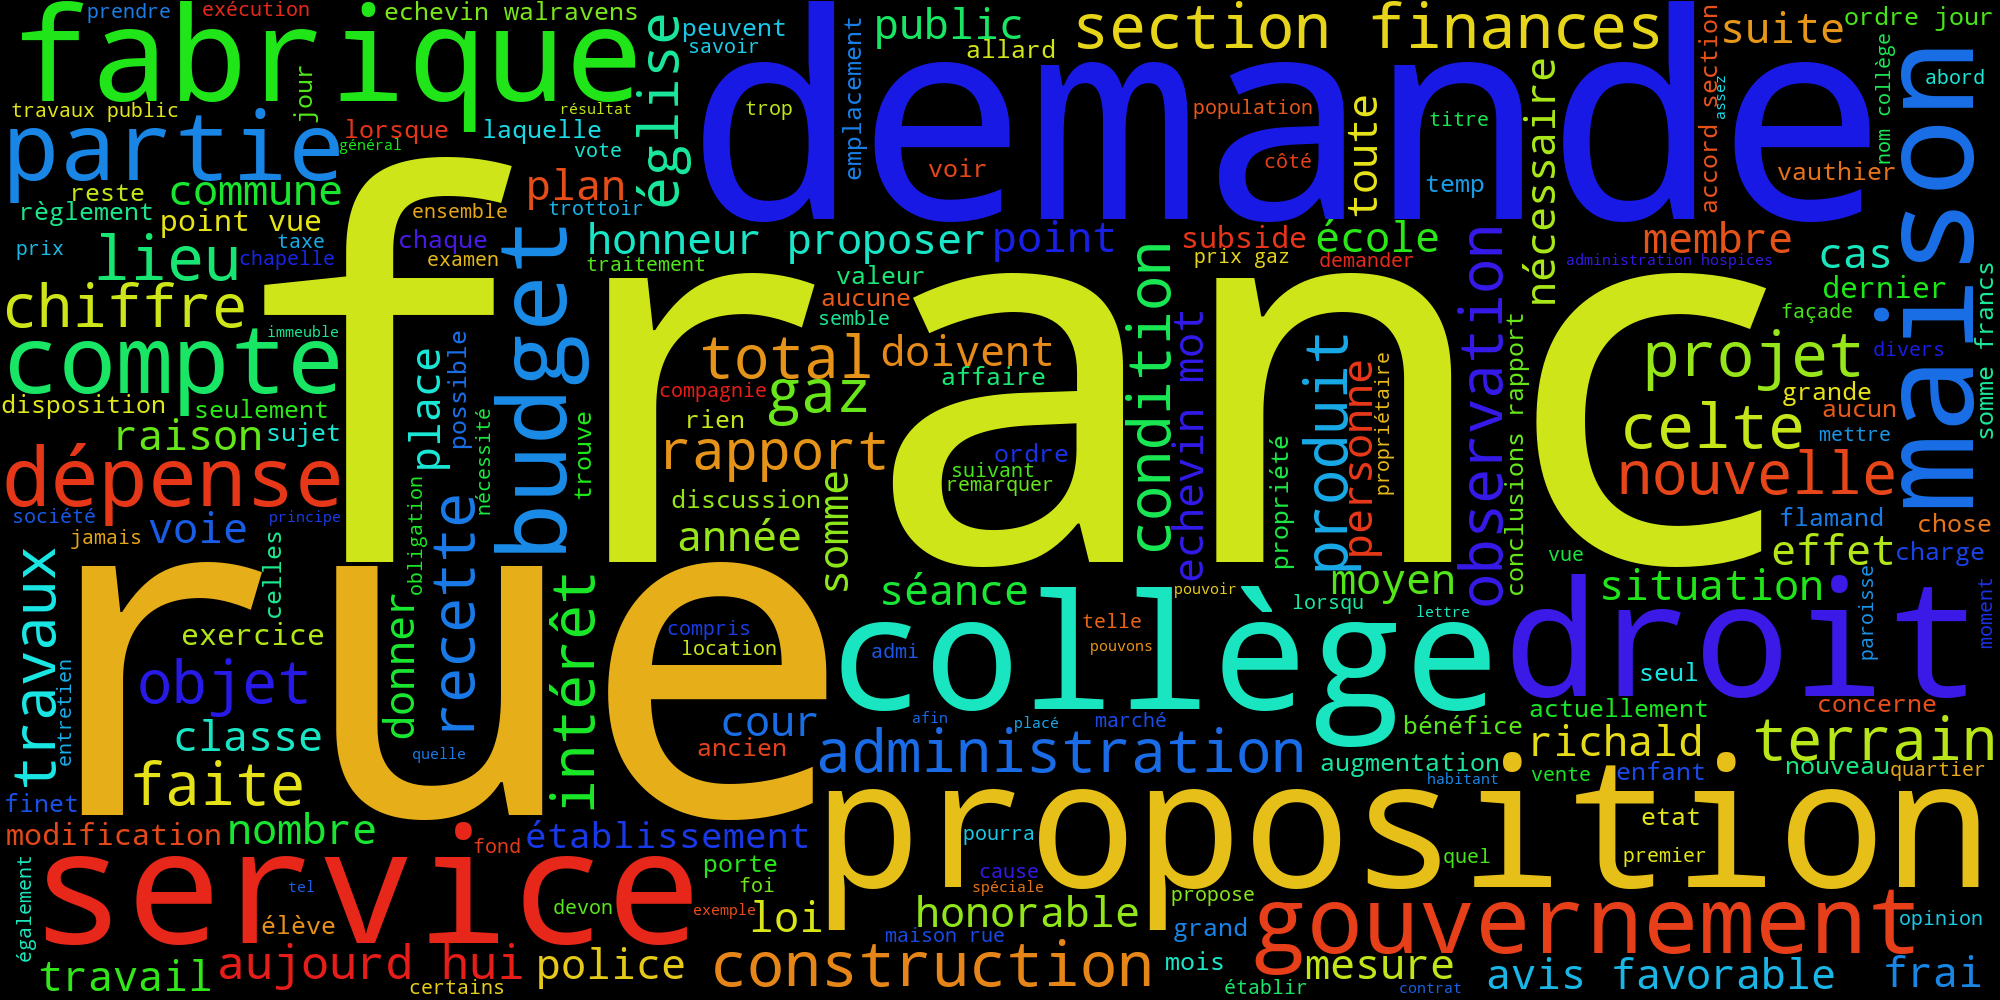 prendre
exécution
echevin walravens
fabrique
église
peuvent
savoir
emplacement
public
allard
section finances
suite
ordre jour
travaux public
jour
résultat
demande
trop
population
titre
accord section
assez
nom collège
abord
maison
partie
lorsque
général
laquelle
vote
voir
côté
toute
temp
nécessaire
vauthier
reste
commune
plan
trottoir
règlement
point vue
ensemble
prix
lieu
taxe
chapelle
chaque
examen
budget
honneur proposer
traitement
point
subside
prix gaz
école
demander
observation
membre
administration hospices
cas
dernier
somme francs
chiffre
immeuble
franc
valeur
aucune
semble
condition
echevin mot
façade
compte
possible
total
doivent
affaire
produit
personne
propriétaire
conclusions rapport
projet
divers
disposition
seulement
place
compagnie
gaz
grande
aucun
raison
sujet
nécessité
trouve
rien
rapport
ordre
suivant
remarquer
propriété
celte
mettre
dépense
obligation
recette
discussion
somme
nouvelle
société
voie
principe
jamais
année
flamand
chose
vue
effet
charge
travaux
celles
rue
intérêt
séance
pouvoir
moyen
situation
paroisse
moment
entretien
exercice
donner
compris
location
collège
admi
telle
pouvons
lorsqu
lettre
droit
seul
objet
classe
quelle
cour
ancien
afin
placé
marché
administration
bénéfice
actuellement
concerne
augmentation
richald
terrain
faite
habitant
vente
enfant
nouveau
quartier
finet
modification
nombre
établissement
proposition
etat
service
fond
porte
pourra
quel
premier
également
tel
foi
cause
spéciale
propose
élève
devon
exemple
loi
honorable
grand
gouvernement
opinion
maison rue
travail
aujourd hui
police
construction
mois
mesure
avis favorable
frai
certains
établir
contrat